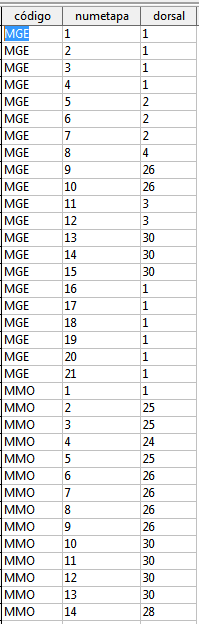 código numetapa dorsal
MGE 1 1
MGE 2 1
MGE 3 1
MGE 4 1
MGE 5 2
MGE 6 2
MGE 7 2
MGE 8 4
MGE 9 26
MGE 10 26
MGE 11 3
MGE 12 3
MGE 13 30
MGE 14 30
MGE 15 30
MGE 16 1
MGE 17 1
MGE 18 1
MGE 19 1
MGE 20 1
MGE 21 1
MMO 1 1
MMO 2 25
MMO 3 25
MMO 4 24
MMO 5 25
MMO 6 26
MMO 7 26
MMO 8 26
MMO 9 26
MMO 10 30
MMO 11 30
MMO 12 30
MMO 13 30
MMO 14 28